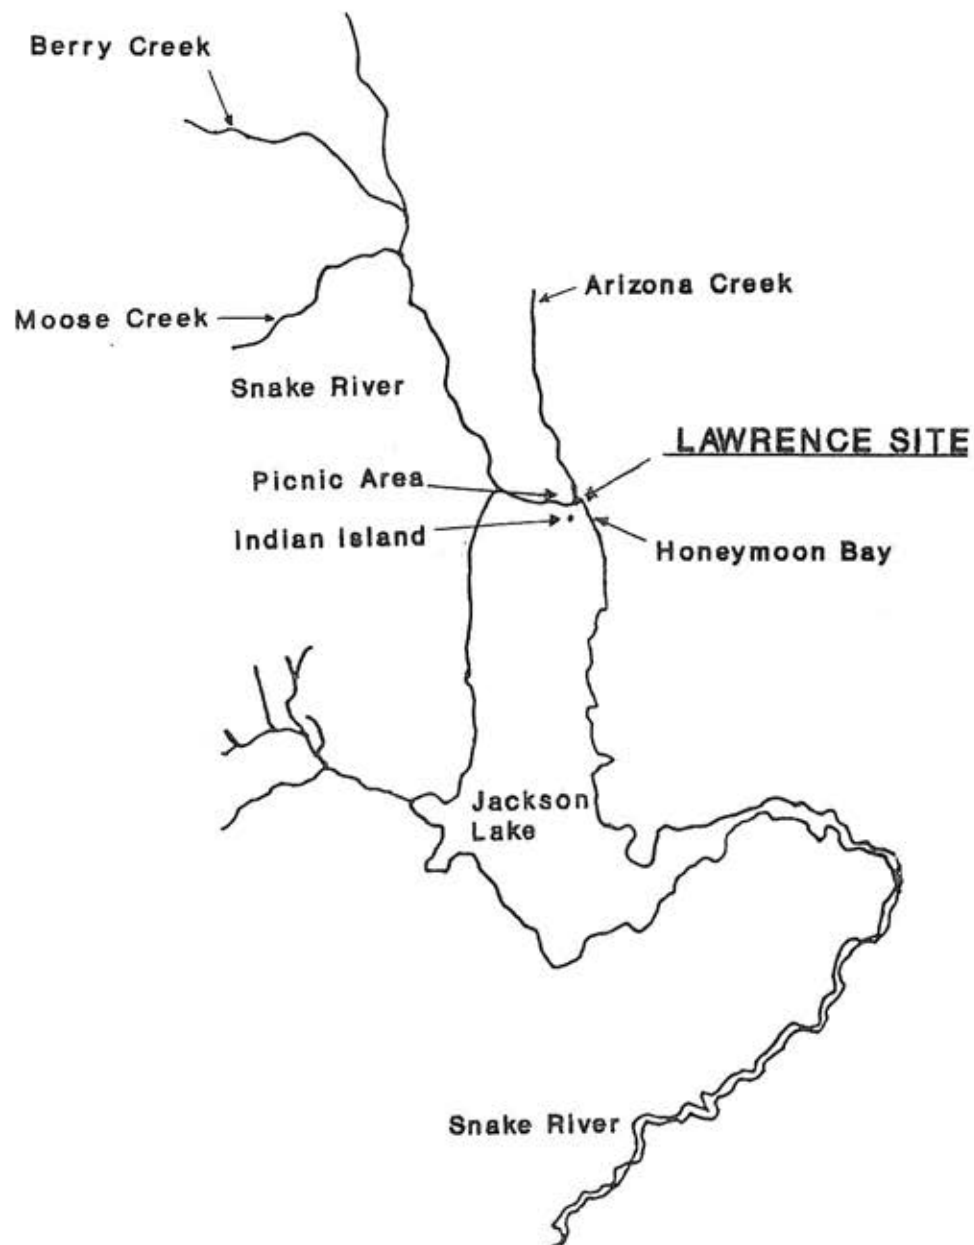 Berry Creek
Arizona Creek
Moose Creek
Snake River
LAWRENCE SITE
Picnic Area
Indian Island
Honeymoon Bay
Jackson
Lake
Snake River